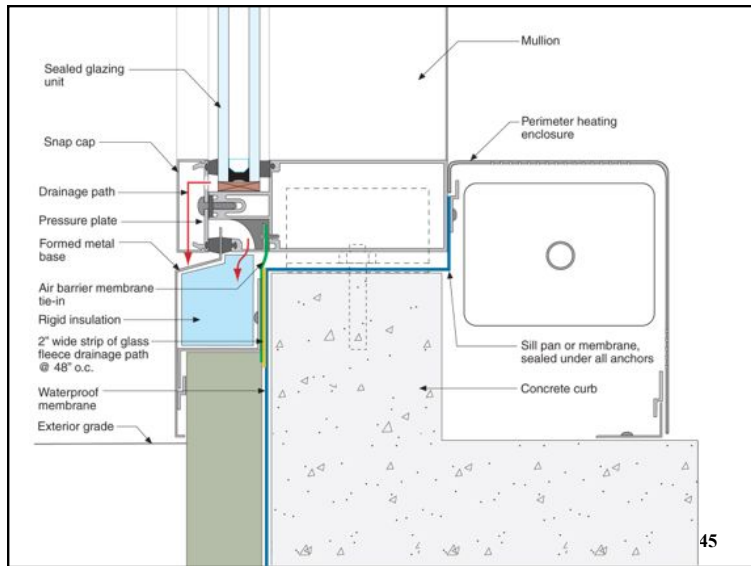 Sealed glazing
unit
Snap cap
Drainage path
Pressure plate
Formed metal
base
Air barrier membrane
tie-in
Rigid insulation
2" wide strip of glass
fleece drainage path
@ 48" o.c.
Waterproof
membrane
Exterior grade
Mullion
Perimeter heating
enclosure
Sill pan or membrane,
sealed under all anchors
Concrete curb
45